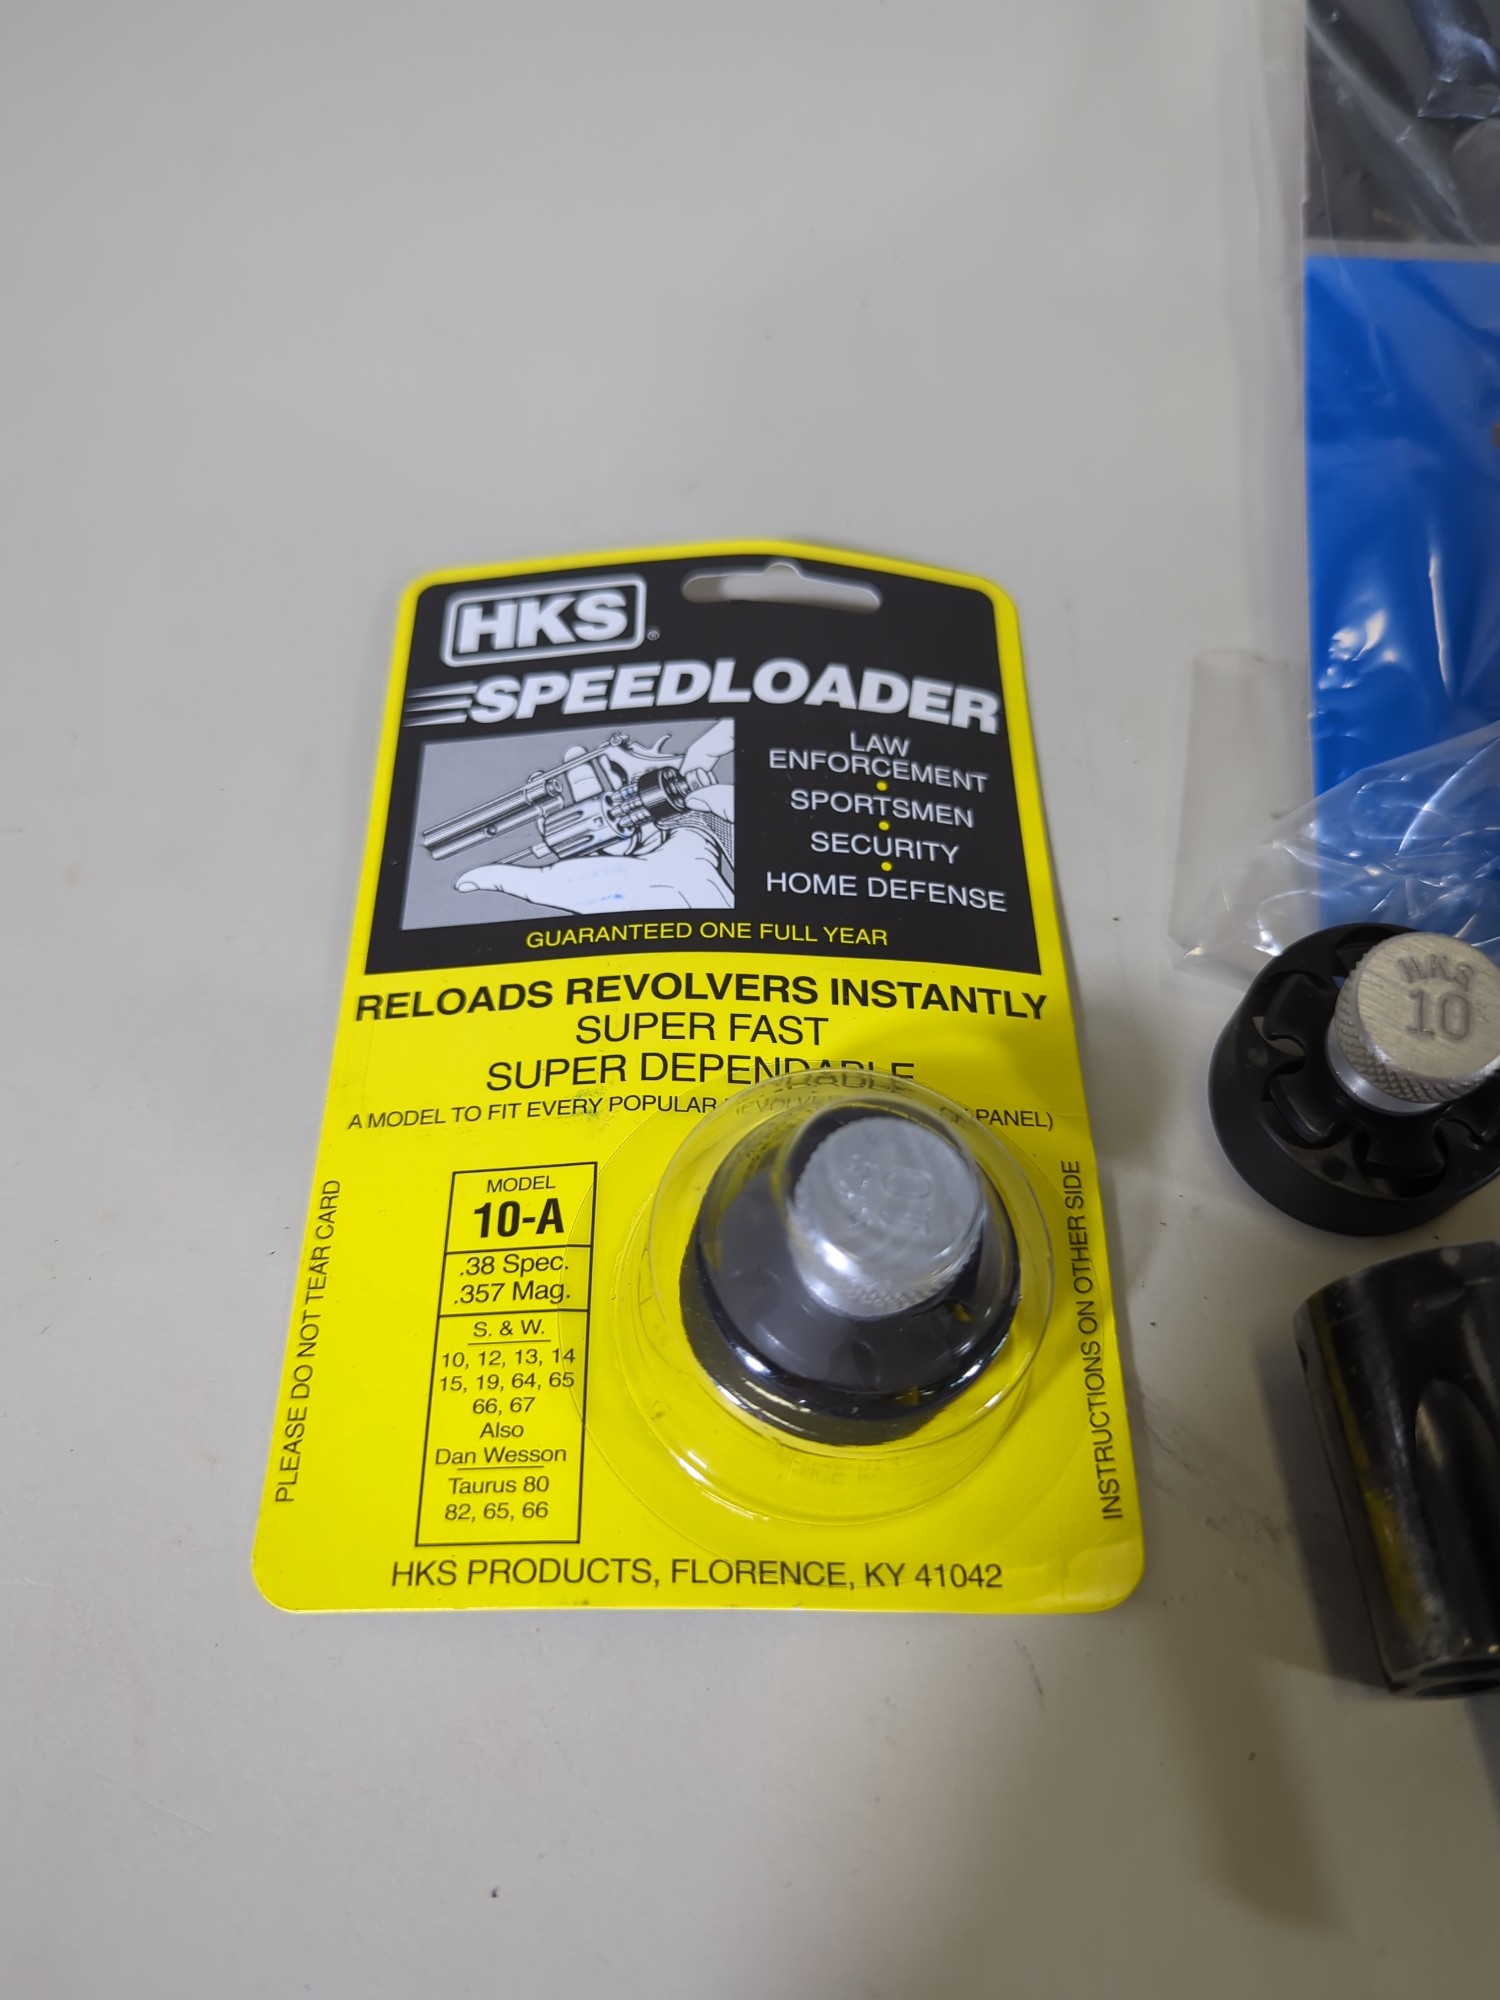 HKS®
SPEEDLOADER
LAW
ENFORCEMENT
SPORTSMEN
SECURITY
HOME DEFENSE
GUARANTEED ONE FULL YEAR
RELOADS REVOLVERS INSTANTLY
SUPER FAST
SUPER DEPENDABLE
A MODEL TO FIT EVERY POPULAR REVOLVER PANEL)
MODEL
10-A
.38 Spec.
.357 Mag.
S. & W.
10, 12, 13, 14
15, 19, 64, 65
66, 67
Also
Dan Wesson
Taurus 80
82, 65, 66
PLEASE DO NOT TEAR CARD
INSTRUCTIONS ON OTHER SIDE
HKS PRODUCTS, FLORENCE, KY 41042
HKS
10